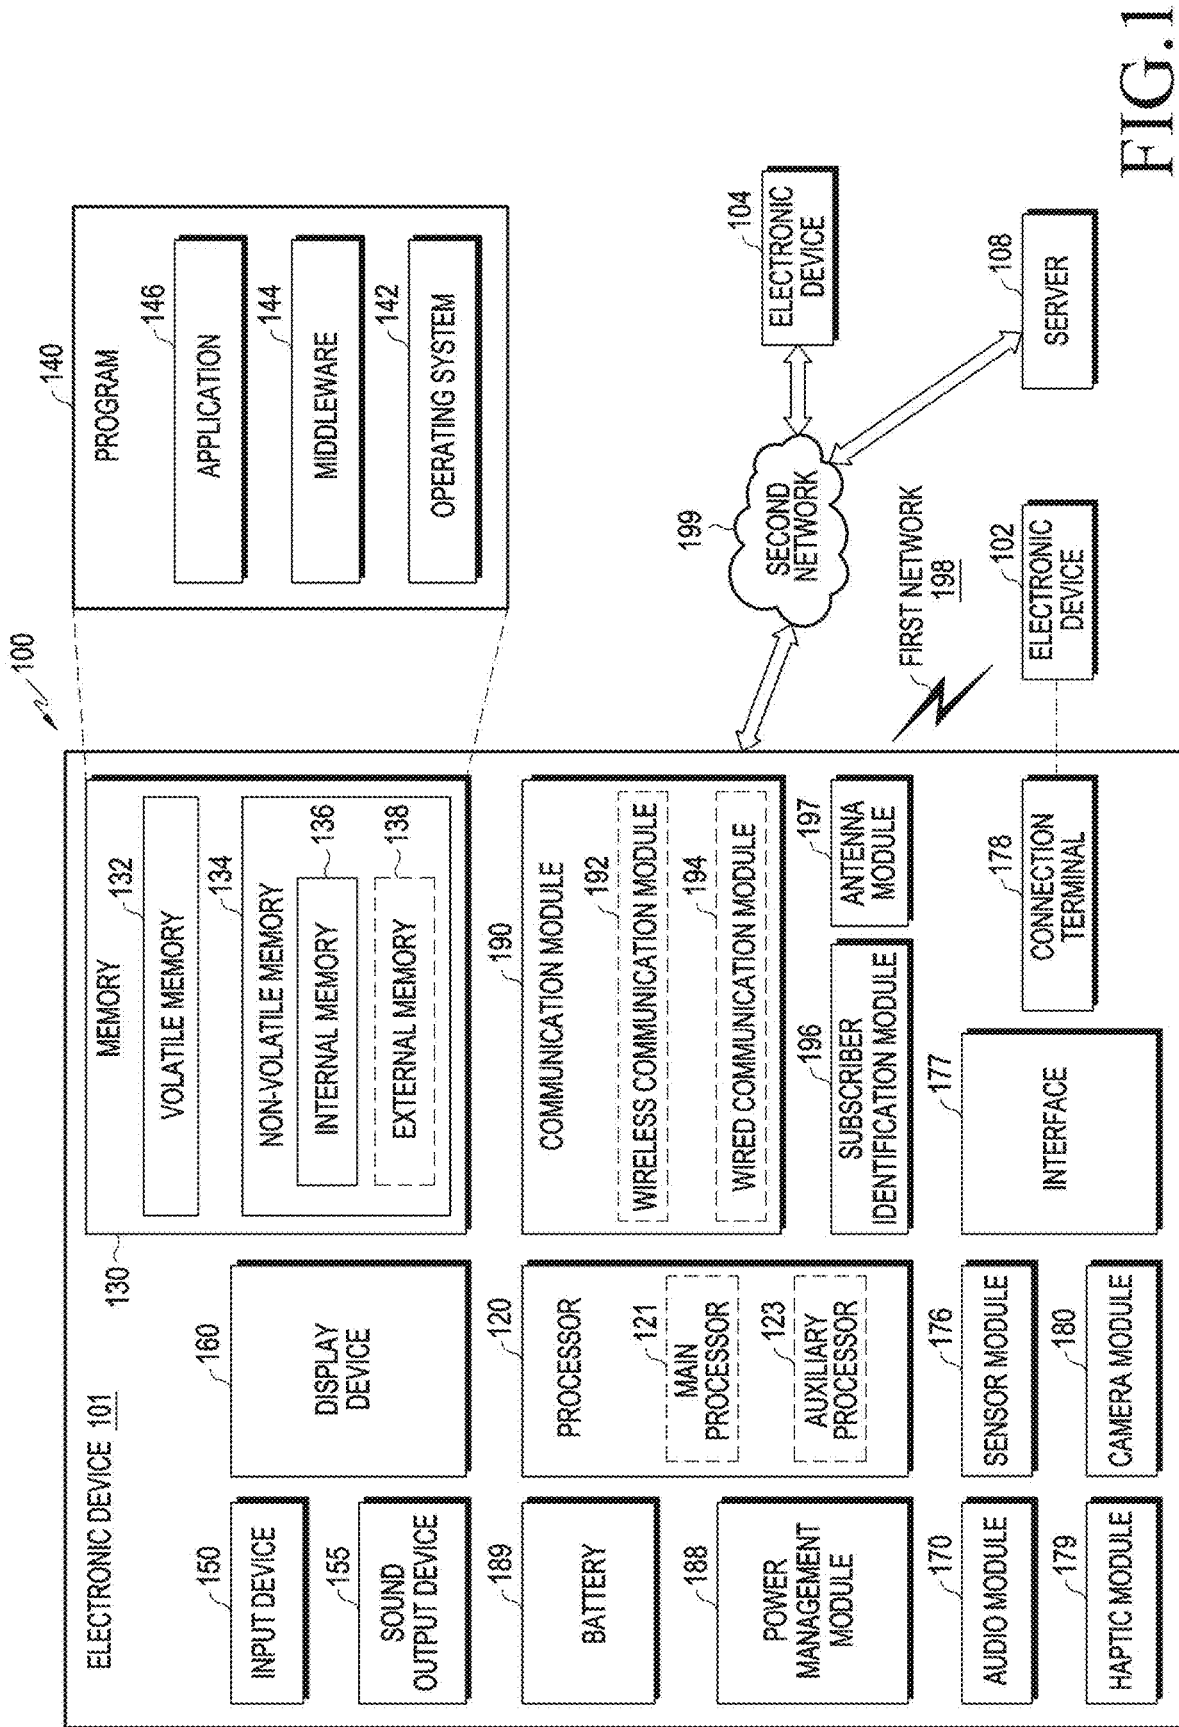 100
ELECTRONIC DEVICE 101
130
MEMORY
132
VOLATILE MEMORY
134
NON-VOLATILE MEMORY
136
INTERNAL MEMORY
138
EXTERNAL MEMORY
140
PROGRAM
146
APPLICATION
144
MIDDLEWARE
142
OPERATING SYSTEM
150
INPUT DEVICE
155
SOUND
OUTPUT DEVICE
160
DISPLAY
DEVICE
189
BATTERY
188
POWER
MANAGEMENT
MODULE
120
PROCESSOR
121
MAIN
PROCESSOR
123
AUXILIARY
PROCESSOR
190
COMMUNICATION MODULE
192
WIRELESS COMMUNICATION MODULE
194
WIRED COMMUNICATION MODULE
196
SUBSCRIBER
IDENTIFICATION MODULE
197
ANTENNA
MODULE
199
SECOND
NETWORK
104
ELECTRONIC
DEVICE
FIRST NETWORK
198
108
SERVER
102
ELECTRONIC
DEVICE
170
AUDIO MODULE
176
SENSOR MODULE
177
INTERFACE
178
CONNECTION
TERMINAL
179
HAPTIC MODULE
180
CAMERA MODULE
FIG.1